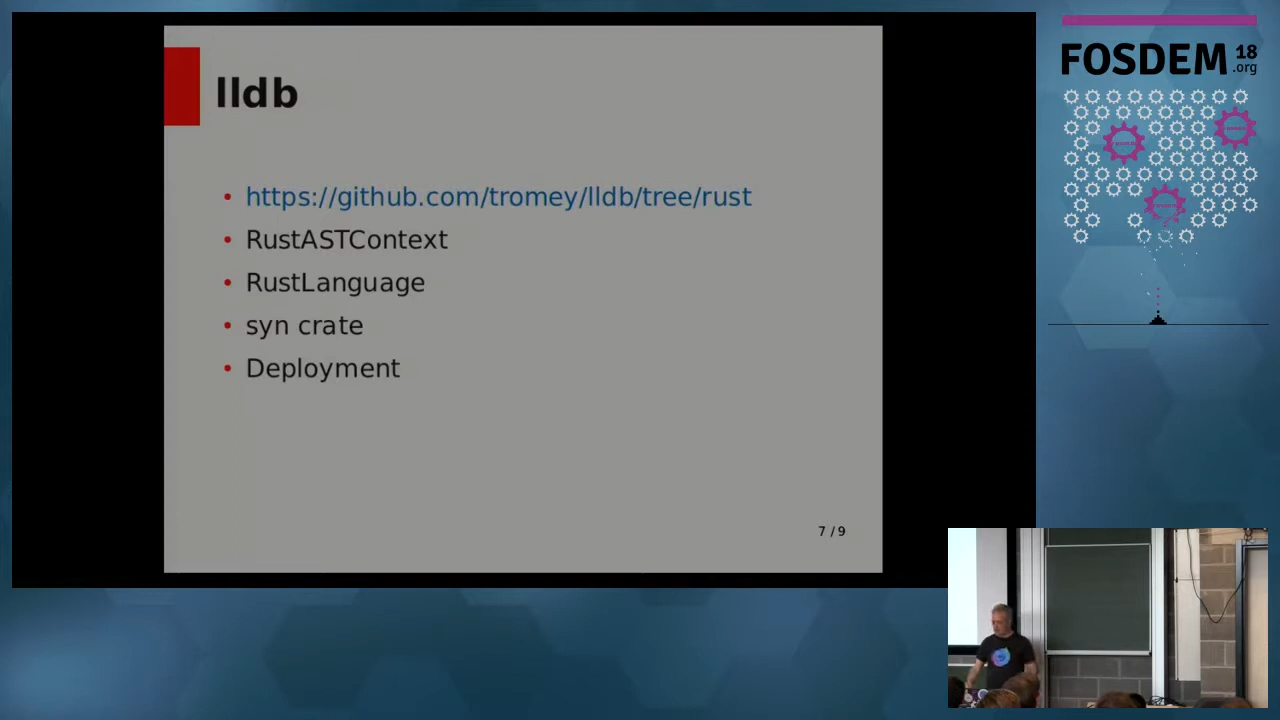 lldb
• https://github.com/tromey/lldb/tree/rust
• RustASTContext
• RustLanguage
• syn crate
• Deployment
7 / 9
FOSDEM 18
.org